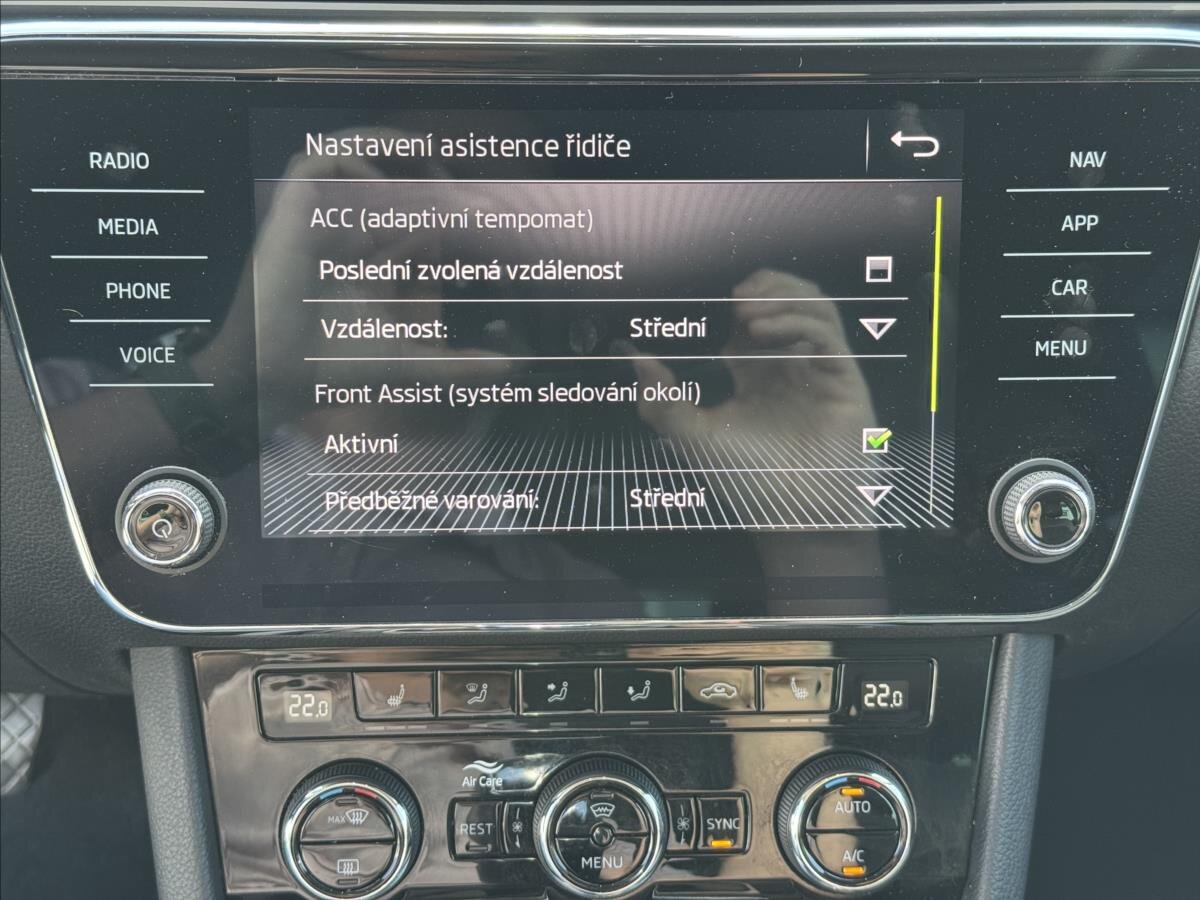 Nastavení asistence řidiče
RADIO
NAV
ACC (adaptivní tempomat)
MEDIA
APP
Poslední zvolená vzdálenost
PHONE
CAR
Vzdálenost: Střední
VOICE
MENU
Front Assist (systém sledování okolí)
Aktivní
Předběžné varování: Střední
22.0
22.0
Air Care
MAX
REST
MENU
SYNC
AUTO
A/C